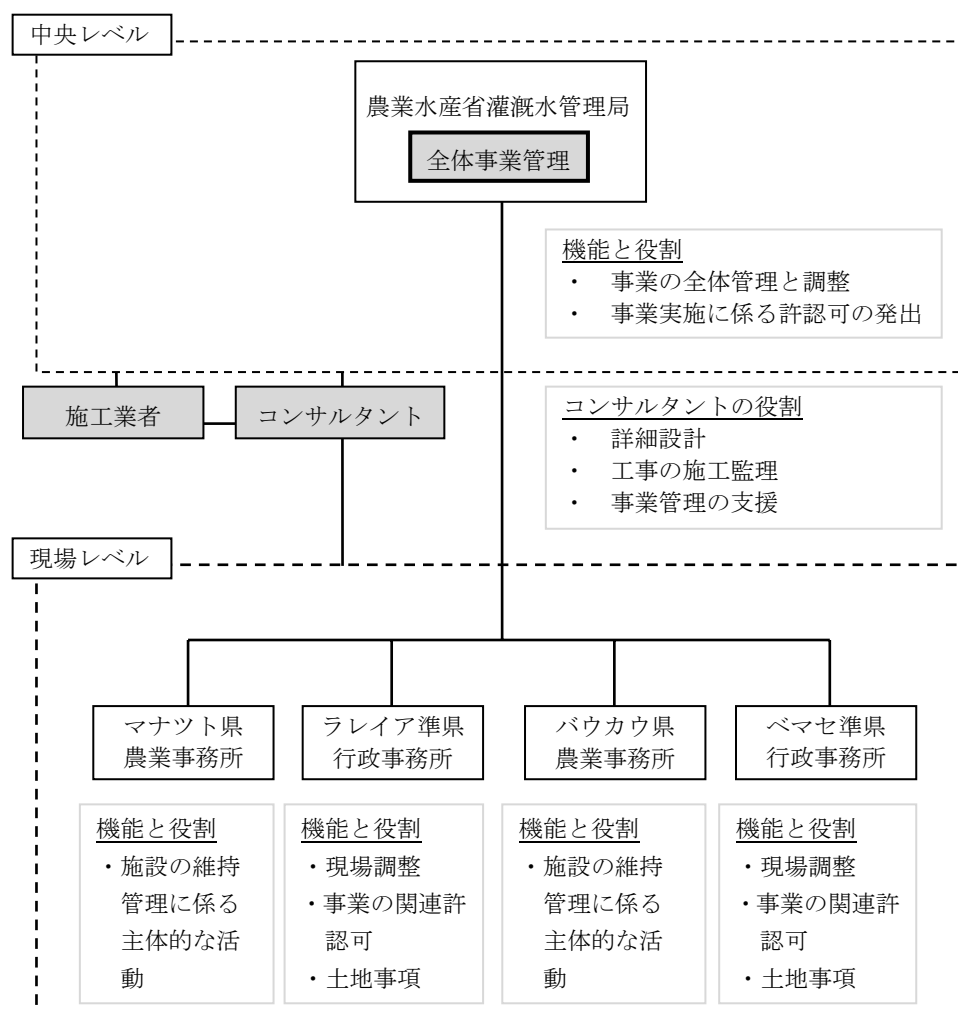 中央レベル
農業水産省灌漑水管理局
全体事業管理
機能と役割
・ 事業の全体管理と調整
・ 事業実施に係る許認可の発出
施工業者
コンサルタント
コンサルタントの役割
・ 詳細設計
・ 工事の施工監理
・ 事業管理の支援
現場レベル
マナツト県
農業事務所
ラレイア準県
行政事務所
バウカウ県
農業事務所
ベマセ準県
行政事務所
機能と役割
・施設の維持
管理に係る
主体的な活
動
機能と役割
・現場調整
・事業の関連許
認可
・土地事項
機能と役割
・施設の維持
管理に係る
主体的な活
動
機能と役割
・現場調整
・事業の関連許
認可
・土地事項